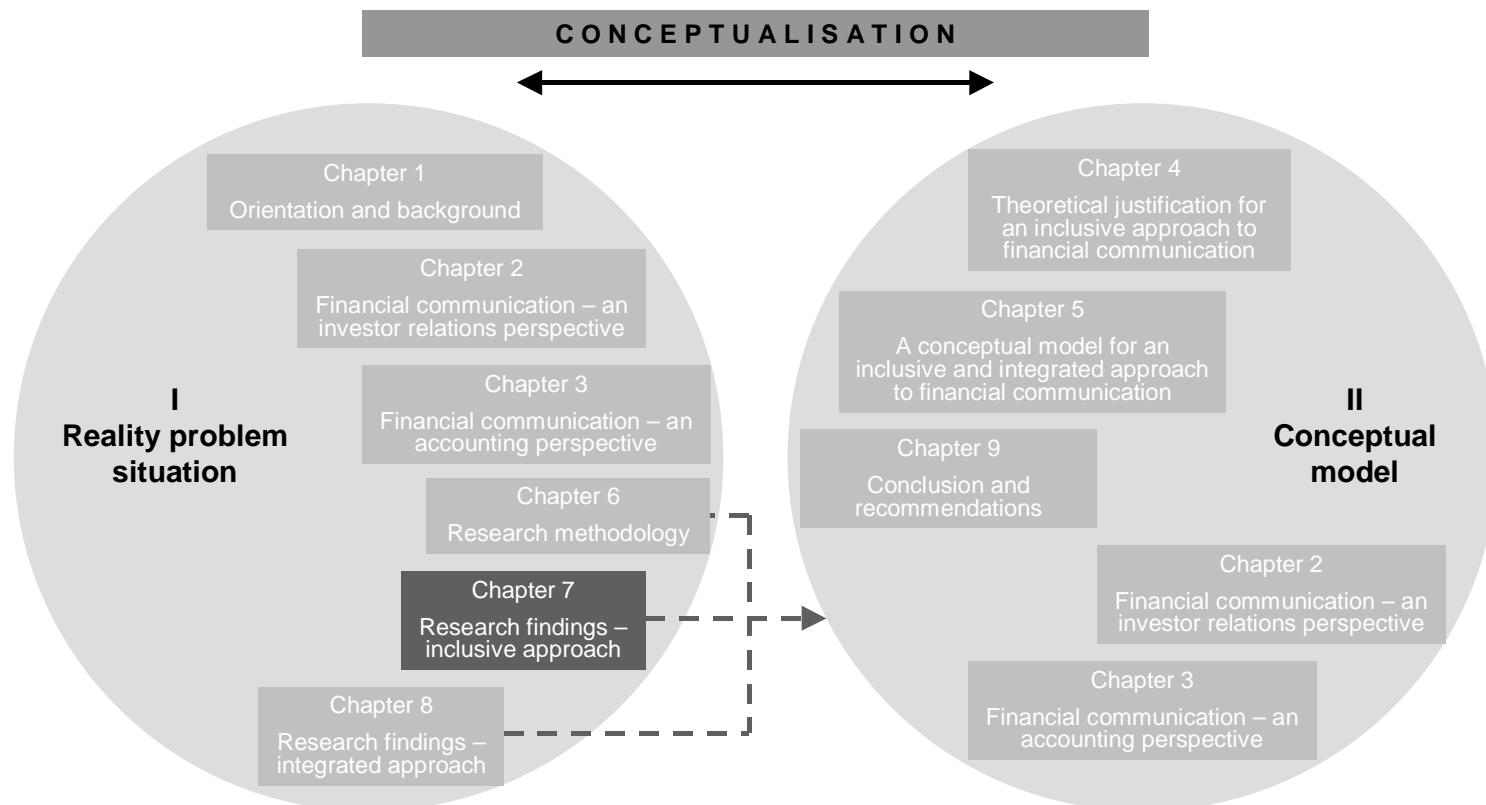 CONCEPTUALISATION
I
Reality problem
situation
Chapter 1
Orientation and background
Chapter 2
Financial communication – an
investor relations perspective
Chapter 3
Financial communication – an
accounting perspective
Chapter 6
Research methodology
Chapter 7
Research findings –
inclusive approach
Chapter 8
Research findings –
integrated approach
II
Conceptual
model
Chapter 4
Theoretical justification for
an inclusive approach to
financial communication
Chapter 5
A conceptual model for an
inclusive and integrated approach
to financial communication
Chapter 9
Conclusion and
recommendations
Chapter 2
Financial communication – an
investor relations perspective
Chapter 3
Financial communication – an
accounting perspective